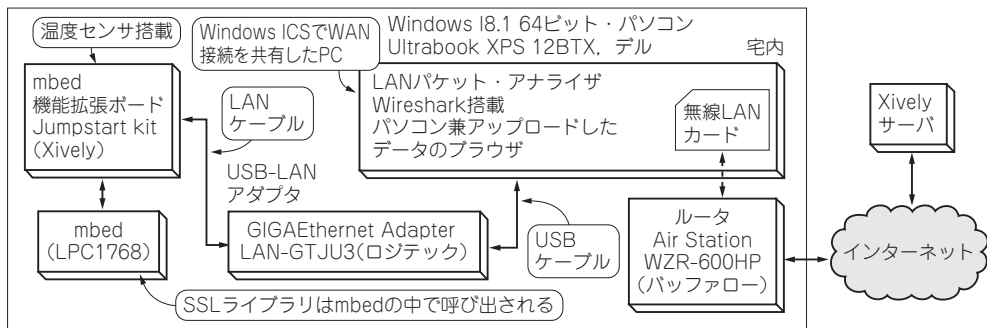 温度センサ搭載
mbed
機能拡張ボード
Jumpstart kit
(Xively)
mbed
(LPC1768)
SSLライブラリはmbedの中で呼び出される
LAN
ケーブル
USB-LAN
アダプタ
GIGAEthernet Adapter
LAN-GTJU3(ロジテック)
Windows ICSでWAN
接続を共有したPC
Windows I8.1 64ビット・パソコン
Ultrabook XPS 12BTX，デル
宅内
LANパケット・アナライザ
Wireshark搭載
パソコン兼アップロードした
データのブラウザ
無線LAN
カード
USB
ケーブル
ルータ
Air Station
WZR-600HP
(バッファロー)
Xively
サーバ
インターネット